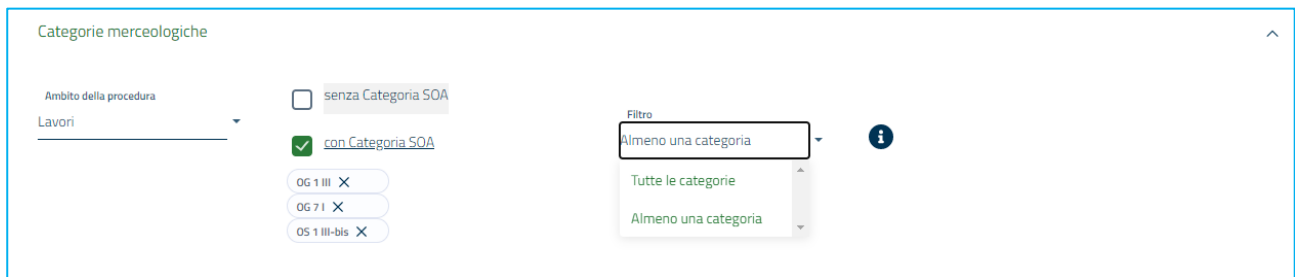 Categorie merceologiche
Ambito della procedura
Lavori
senza Categoria SOA
con Categoria SOA
OG 1 III
OG 7 I
OS 1 III-bis
Filtro
Almeno una categoria
Tutte le categorie
Almeno una categoria